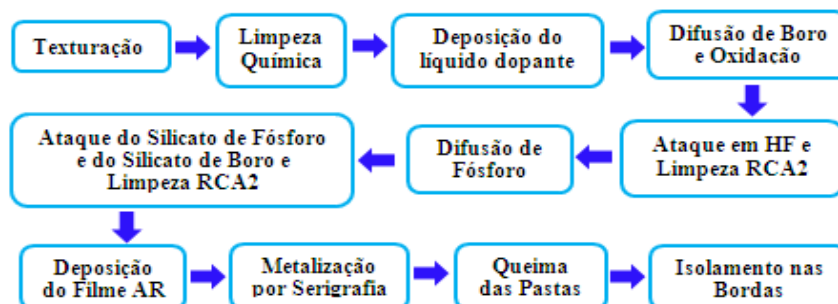 Texturação
Limpeza
Química
Deposição do
líquido dopante
Difusão de Boro
e Oxidação
Ataque em HF e
Limpeza RCA2
Difusão de
Fósforo
Ataque do Silicato de Fósforo
e do Silicato de Boro e
Limpeza RCA2
Deposição
do Filme AR
Metalização
por Serigrafia
Queima
das Pastas
Isolamento nas
Bordas